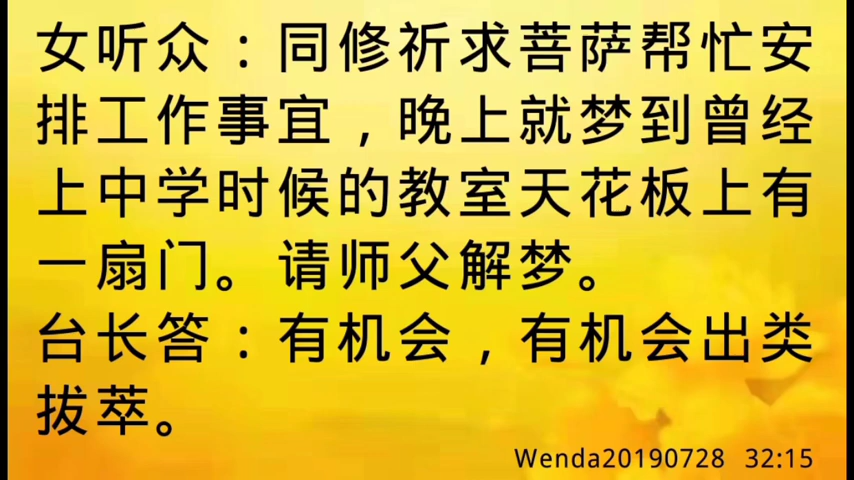 女听众：同修祈求菩萨帮忙安
排工作事宜，晚上就梦到曾经
上中学时候的教室天花板上有
一扇门。请师父解梦。
台长答：有机会，有机会出类
拔萃。
Wenda20190728 32:15